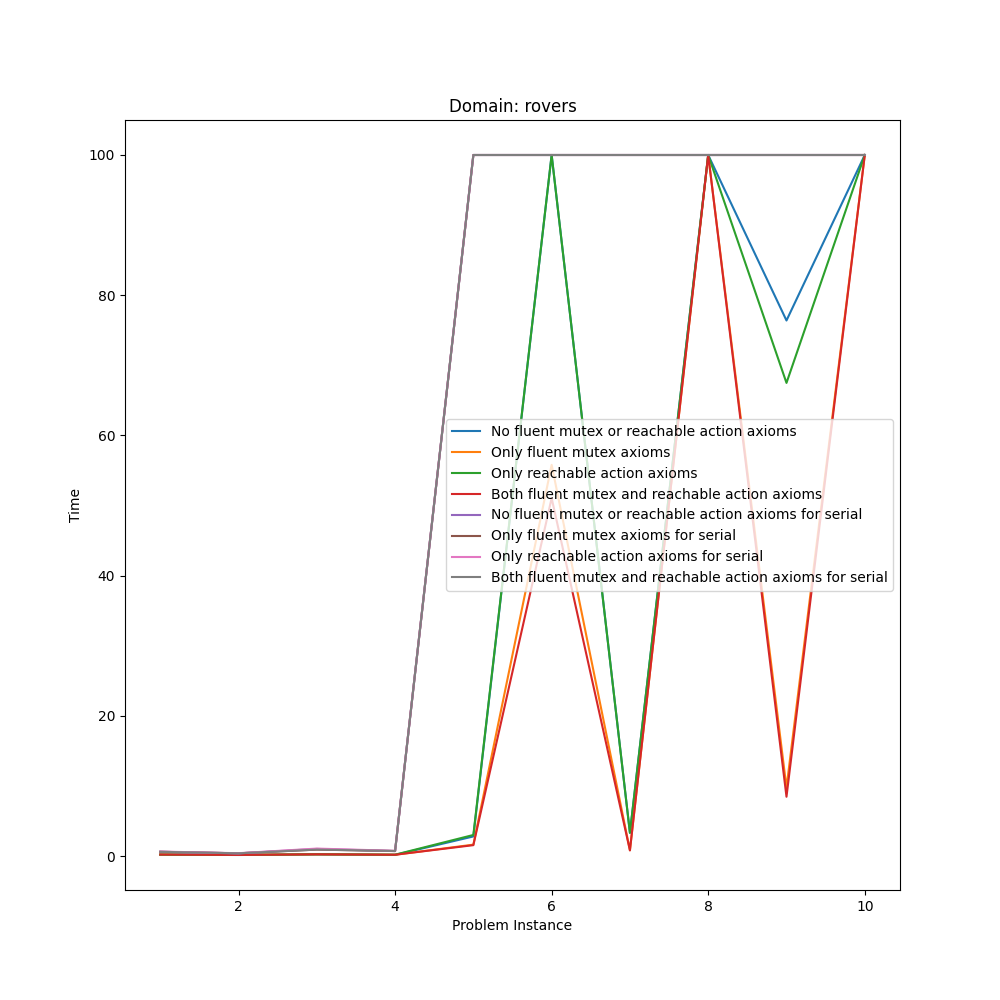 Domain: rovers
100
80
60
40
20
0
Time
No fluent mutex or reachable action axioms
Only fluent mutex axioms
Only reachable action axioms
Both fluent mutex and reachable action axioms
No fluent mutex or reachable action axioms for serial
Only fluent mutex axioms for serial
Only reachable action axioms for serial
Both fluent mutex and reachable action axioms for serial
2 4 6 8 10
Problem Instance